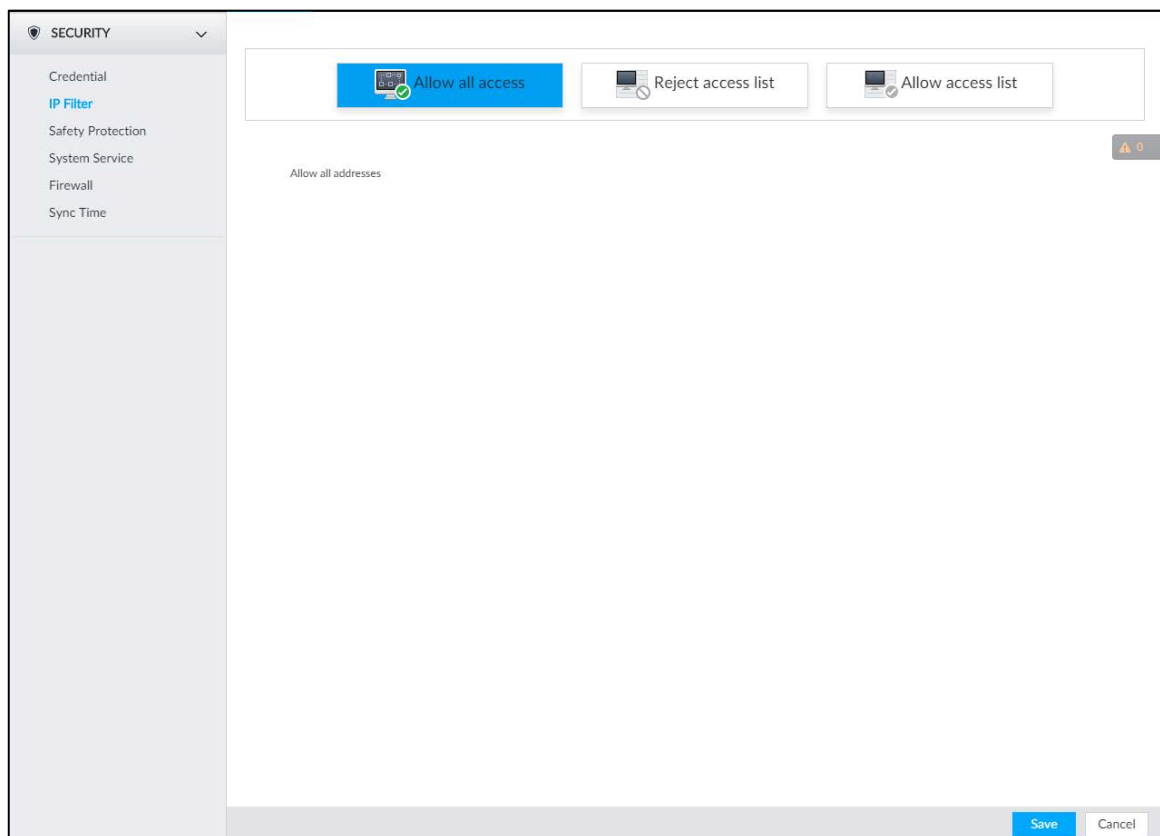 SECURITY
Credential
IP Filter
Safety Protection
System Service
Firewall
Sync Time
Allow all access
Reject access list
Allow access list
0
Allow all addresses
Save
Cancel